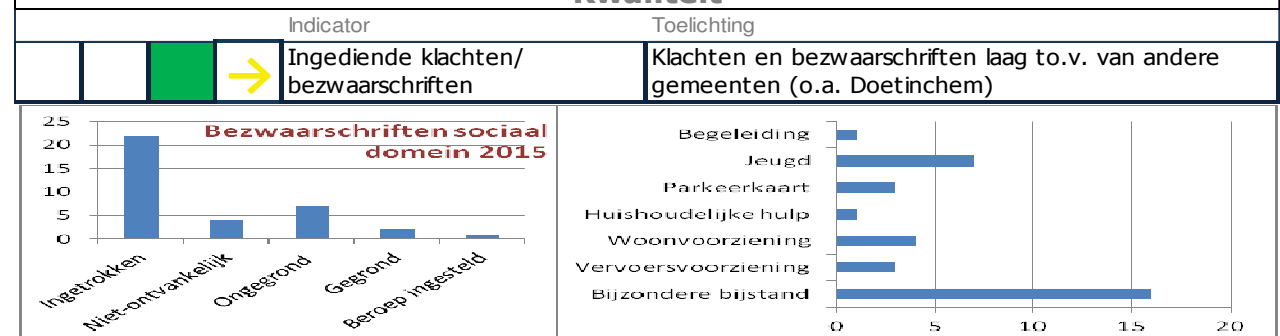 Kwaliteit
Indicator Toelichting
Ingediende klachten/ Klachten en bezwaarschriften laag to.v. van andere
bezwaarschriften gemeenten (o.a. Doetinchem)
Bezwaarschriften sociaal
domein 2015
25
20
15
10
5
0
Ingetrokken
Niet-ontvankelijk
Ongegrond
Gegrond
Beroep ingesteld
Begeleiding
Jeugd
Parkeerkaart
Huishoudelijke hulp
Woonvoorziening
Vervoersvoorziening
Bijzondere bijstand
0 5 10 15 20